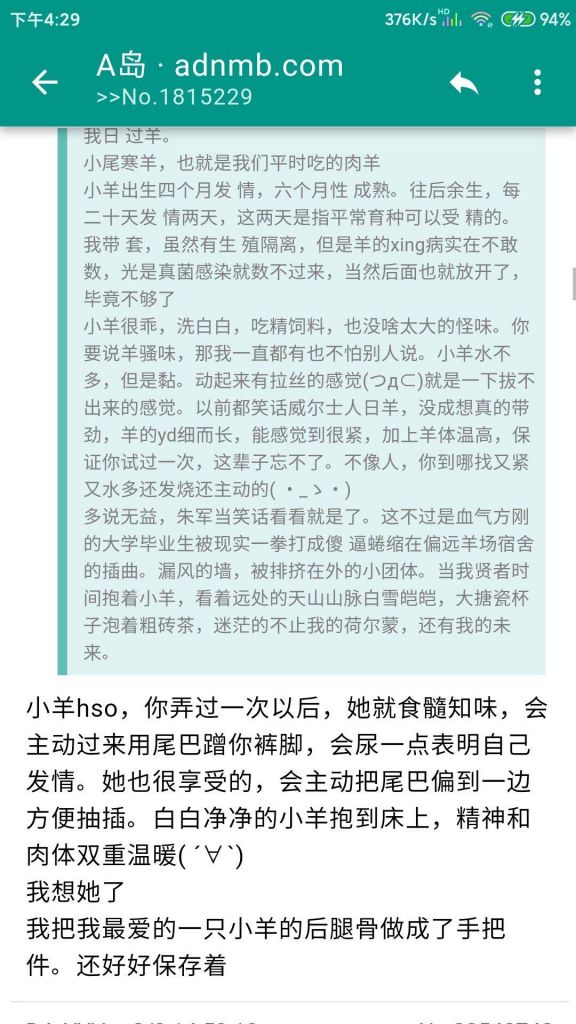 下午4:29
376K/s HD 94%
A岛 · adnmb.com
>>No.1815229
我日 过羊。
小尾寒羊，也就是我们平时吃的肉羊
小羊出生四个月发 情，六个月性 成熟。往后余生，每
二十天发 情两天，这两天是指平常育种可以受 精的。
我带 套，虽然有生 殖隔离，但是羊的xing病实在不敢
数，光是真菌感染就数不过来，当然后面也就放开了，
毕竟不够了
小羊很乖，洗白白，吃精饲料，也没啥太大的怪味。你
要说羊骚味，那我一直都有也不怕别人说。小羊水不
多，但是黏。动起来有拉丝的感觉(つд⊂)就是一下拔不
出来的感觉。以前都笑话威尔士人日羊，没成想真的带
劲，羊的yd细而长，能感觉到很紧，加上羊体温高，保
证你试过一次，这辈子忘不了。不像人，你到哪找又紧
又水多还发烧还主动的( ・_ゝ・)
多说无益，朱军当笑话看看就是了。这不过是血气方刚
的大学毕业生被现实一拳打成傻 逼蜷缩在偏远羊场宿舍
的插曲。漏风的墙，被排挤在外的小团体。当我贤者时
间抱着小羊，看着远处的天山山脉白雪皑皑，大搪瓷杯
子泡着粗砖茶，迷茫的不止我的荷尔蒙，还有我的未
来。
小羊hso，你弄过一次以后，她就食髓知味，会
主动过来用尾巴蹭你裤脚，会尿一点表明自己
发情。她也很享受的，会主动把尾巴偏到一边
方便抽插。白白净净的小羊抱到床上，精神和
肉体双重温暖( ´∀`)
我想她了
我把我最爱的一只小羊的后腿骨做成了手把
件。还好好保存着